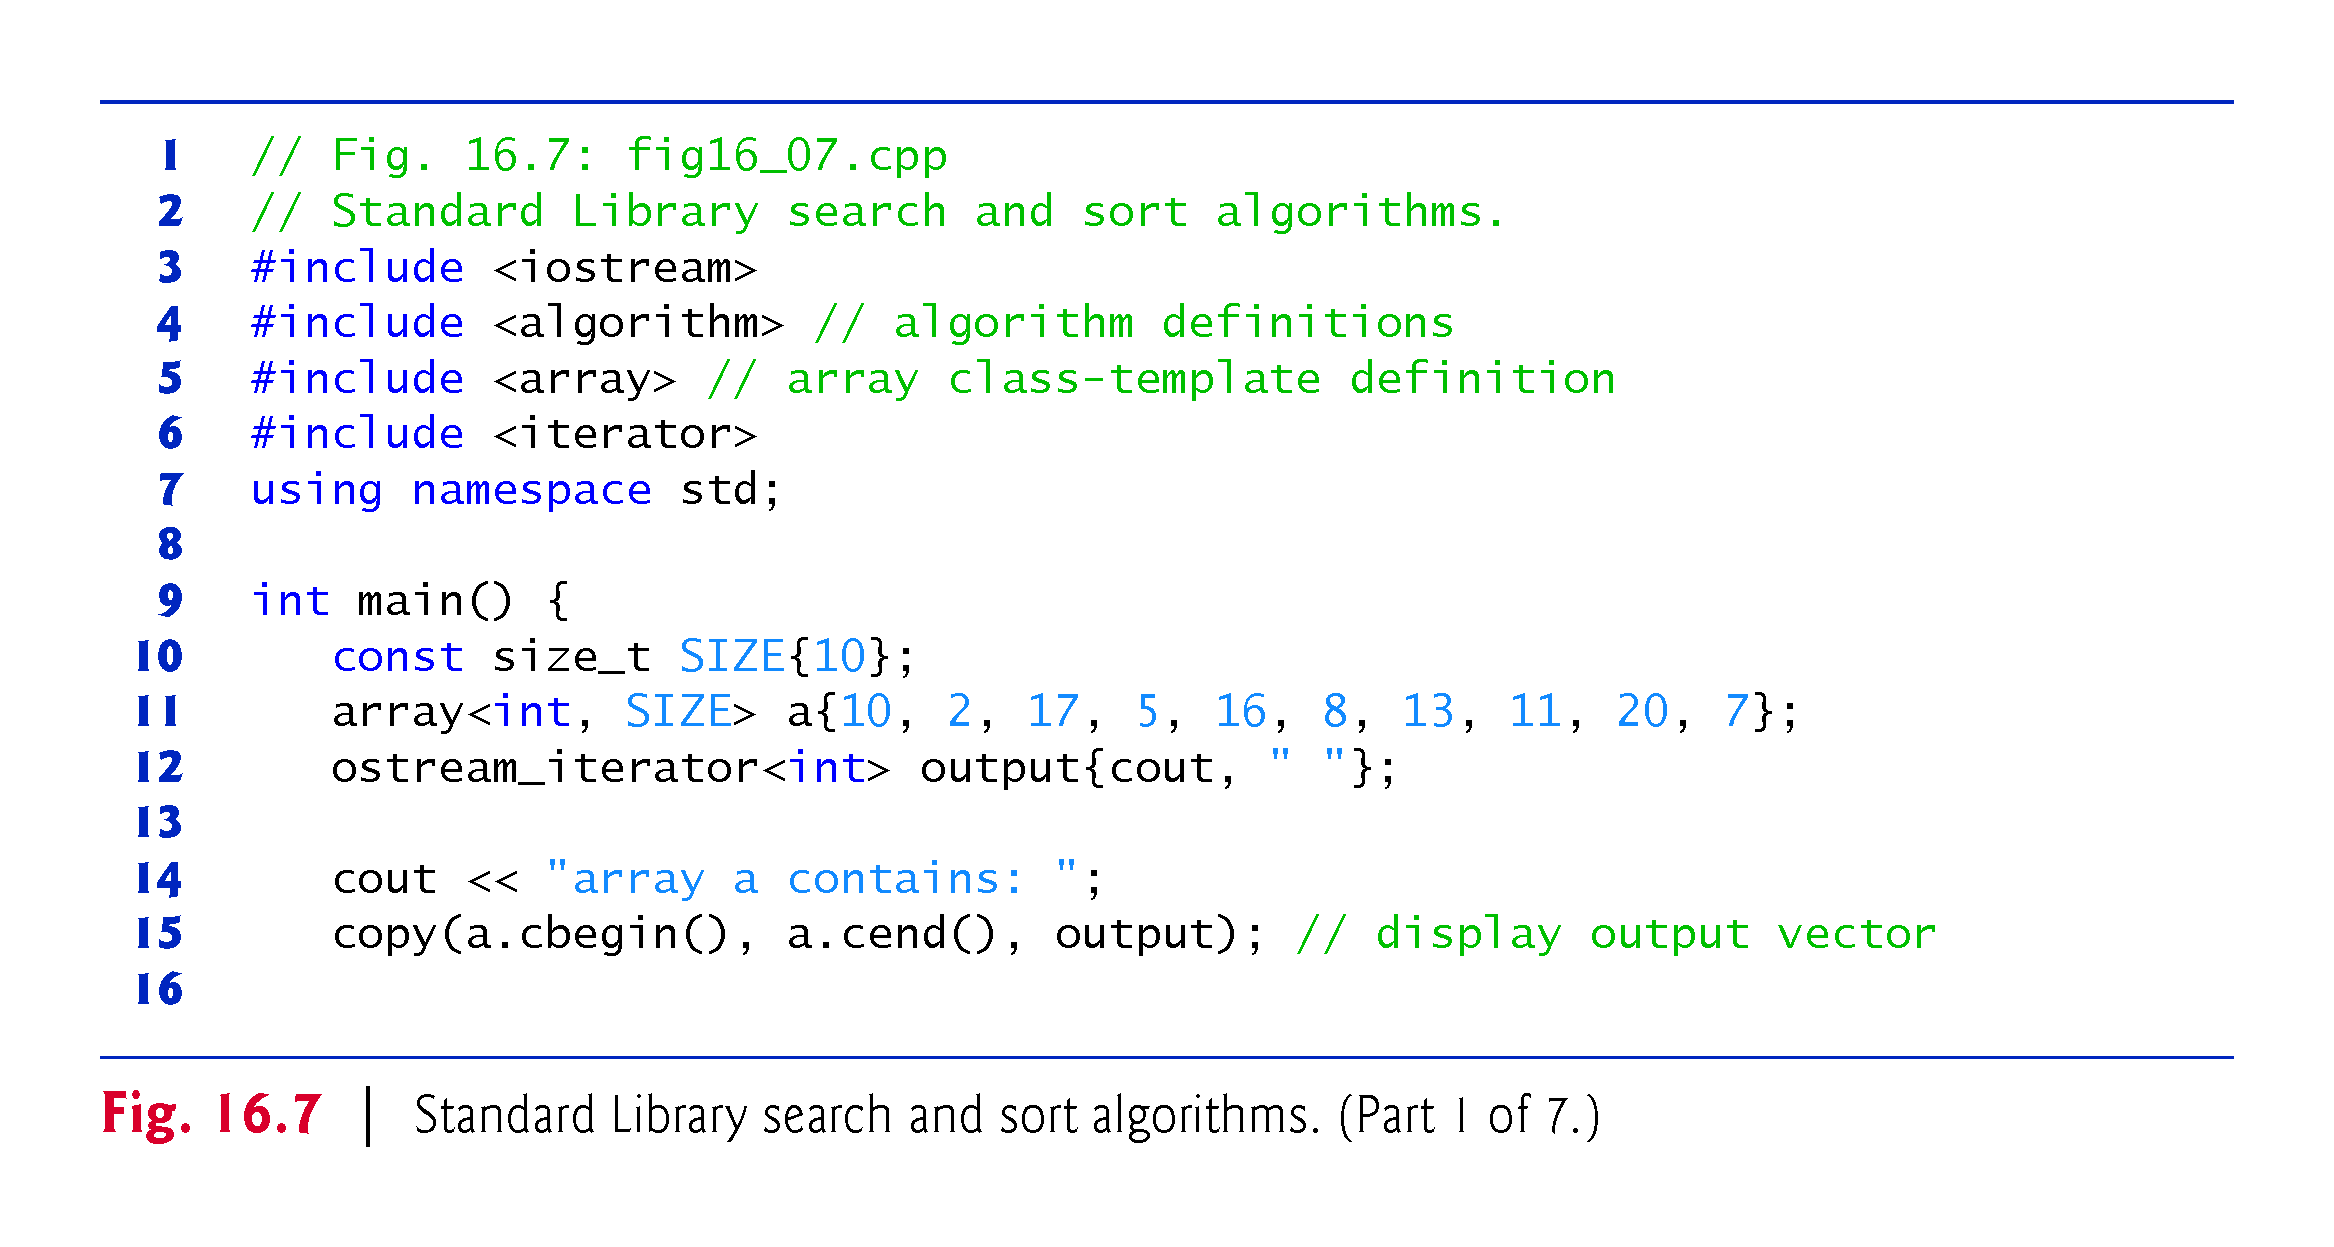 1 // Fig. 16.7: fig16_07.cpp
2 // Standard Library search and sort algorithms.
3 #include <iostream>
4 #include <algorithm> // algorithm definitions
5 #include <array> // array class-template definition
6 #include <iterator>
7 using namespace std;
8
9 int main() {
10    const size_t SIZE{10};
11    array<int, SIZE> a{10, 2, 17, 5, 16, 8, 13, 11, 20, 7};
12    ostream_iterator<int> output{cout, " "};
13
14    cout << "array a contains: ";
15    copy(a.cbegin(), a.cend(), output); // display output vector
16
Fig. 16.7 | Standard Library search and sort algorithms. (Part 1 of 7.)